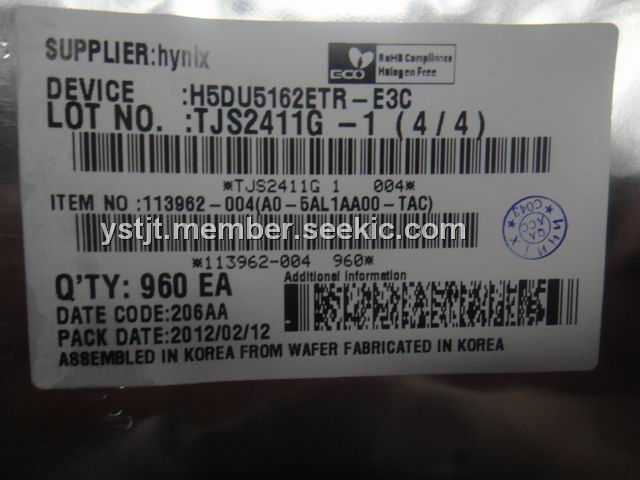 SUPPLIER:hynix
ECO
RoHS Compliance
Halogen Free
DEVICE :H5DU5162ETR-E3C
LOT NO. :TJS2411G -1 (4/4)
*TJS2411G 1 004*
ITEM NO :113962-004(A0-5AL1AA00-TAC)
ystjt.member.seekic.com
*113962-004 960*
Q'TY: 960 EA
Additional Information
DATE CODE:206AA
PACK DATE:2012/02/12
ASSEMBLED IN KOREA FROM WAFER FABRICATED IN KOREA
QA
ACC